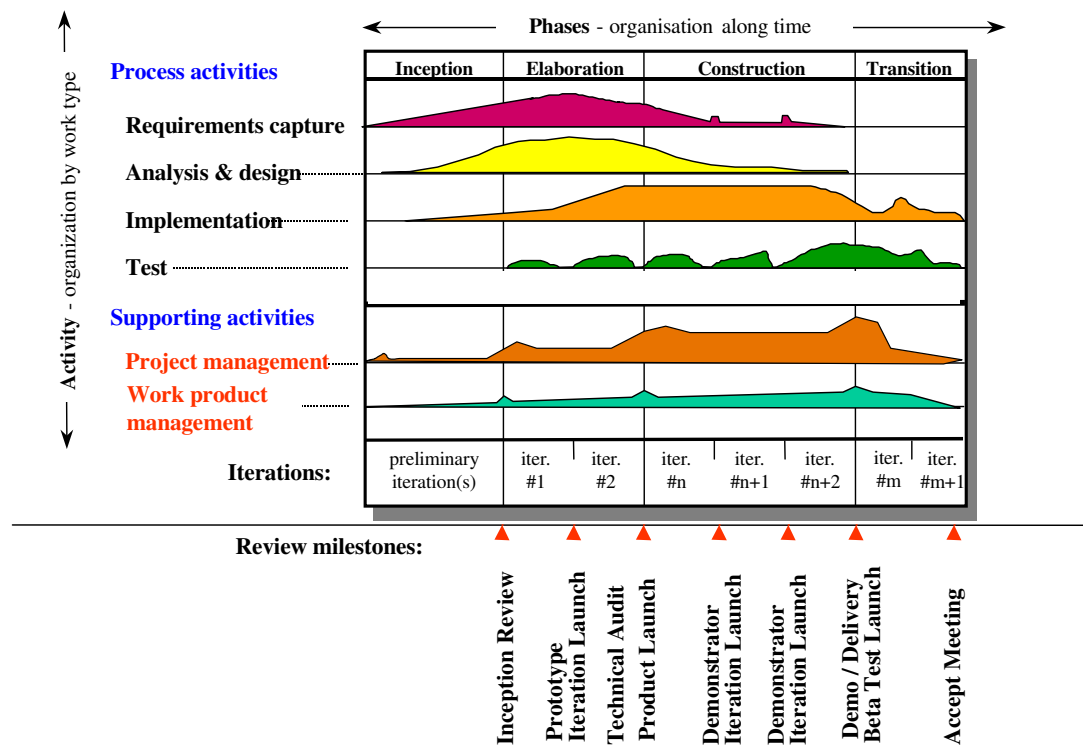 Phases - organisation along time
Activity - organization by work type
Process activities
Inception Elaboration Construction Transition
Requirements capture
Analysis & design
Implementation
Test
Supporting activities
Project management
Work product
management
Iterations:
preliminary
iteration(s)
iter.
#1
iter.
#2
iter.
#n
iter.
#n+1
iter.
#n+2
iter.
#m
iter.
#m+1
Review milestones:
Inception Review
Prototype
Iteration Launch
Technical Audit
Product Launch
Demonstrator
Iteration Launch
Demonstrator
Iteration Launch
Demo / Delivery
Beta Test Launch
Accept Meeting